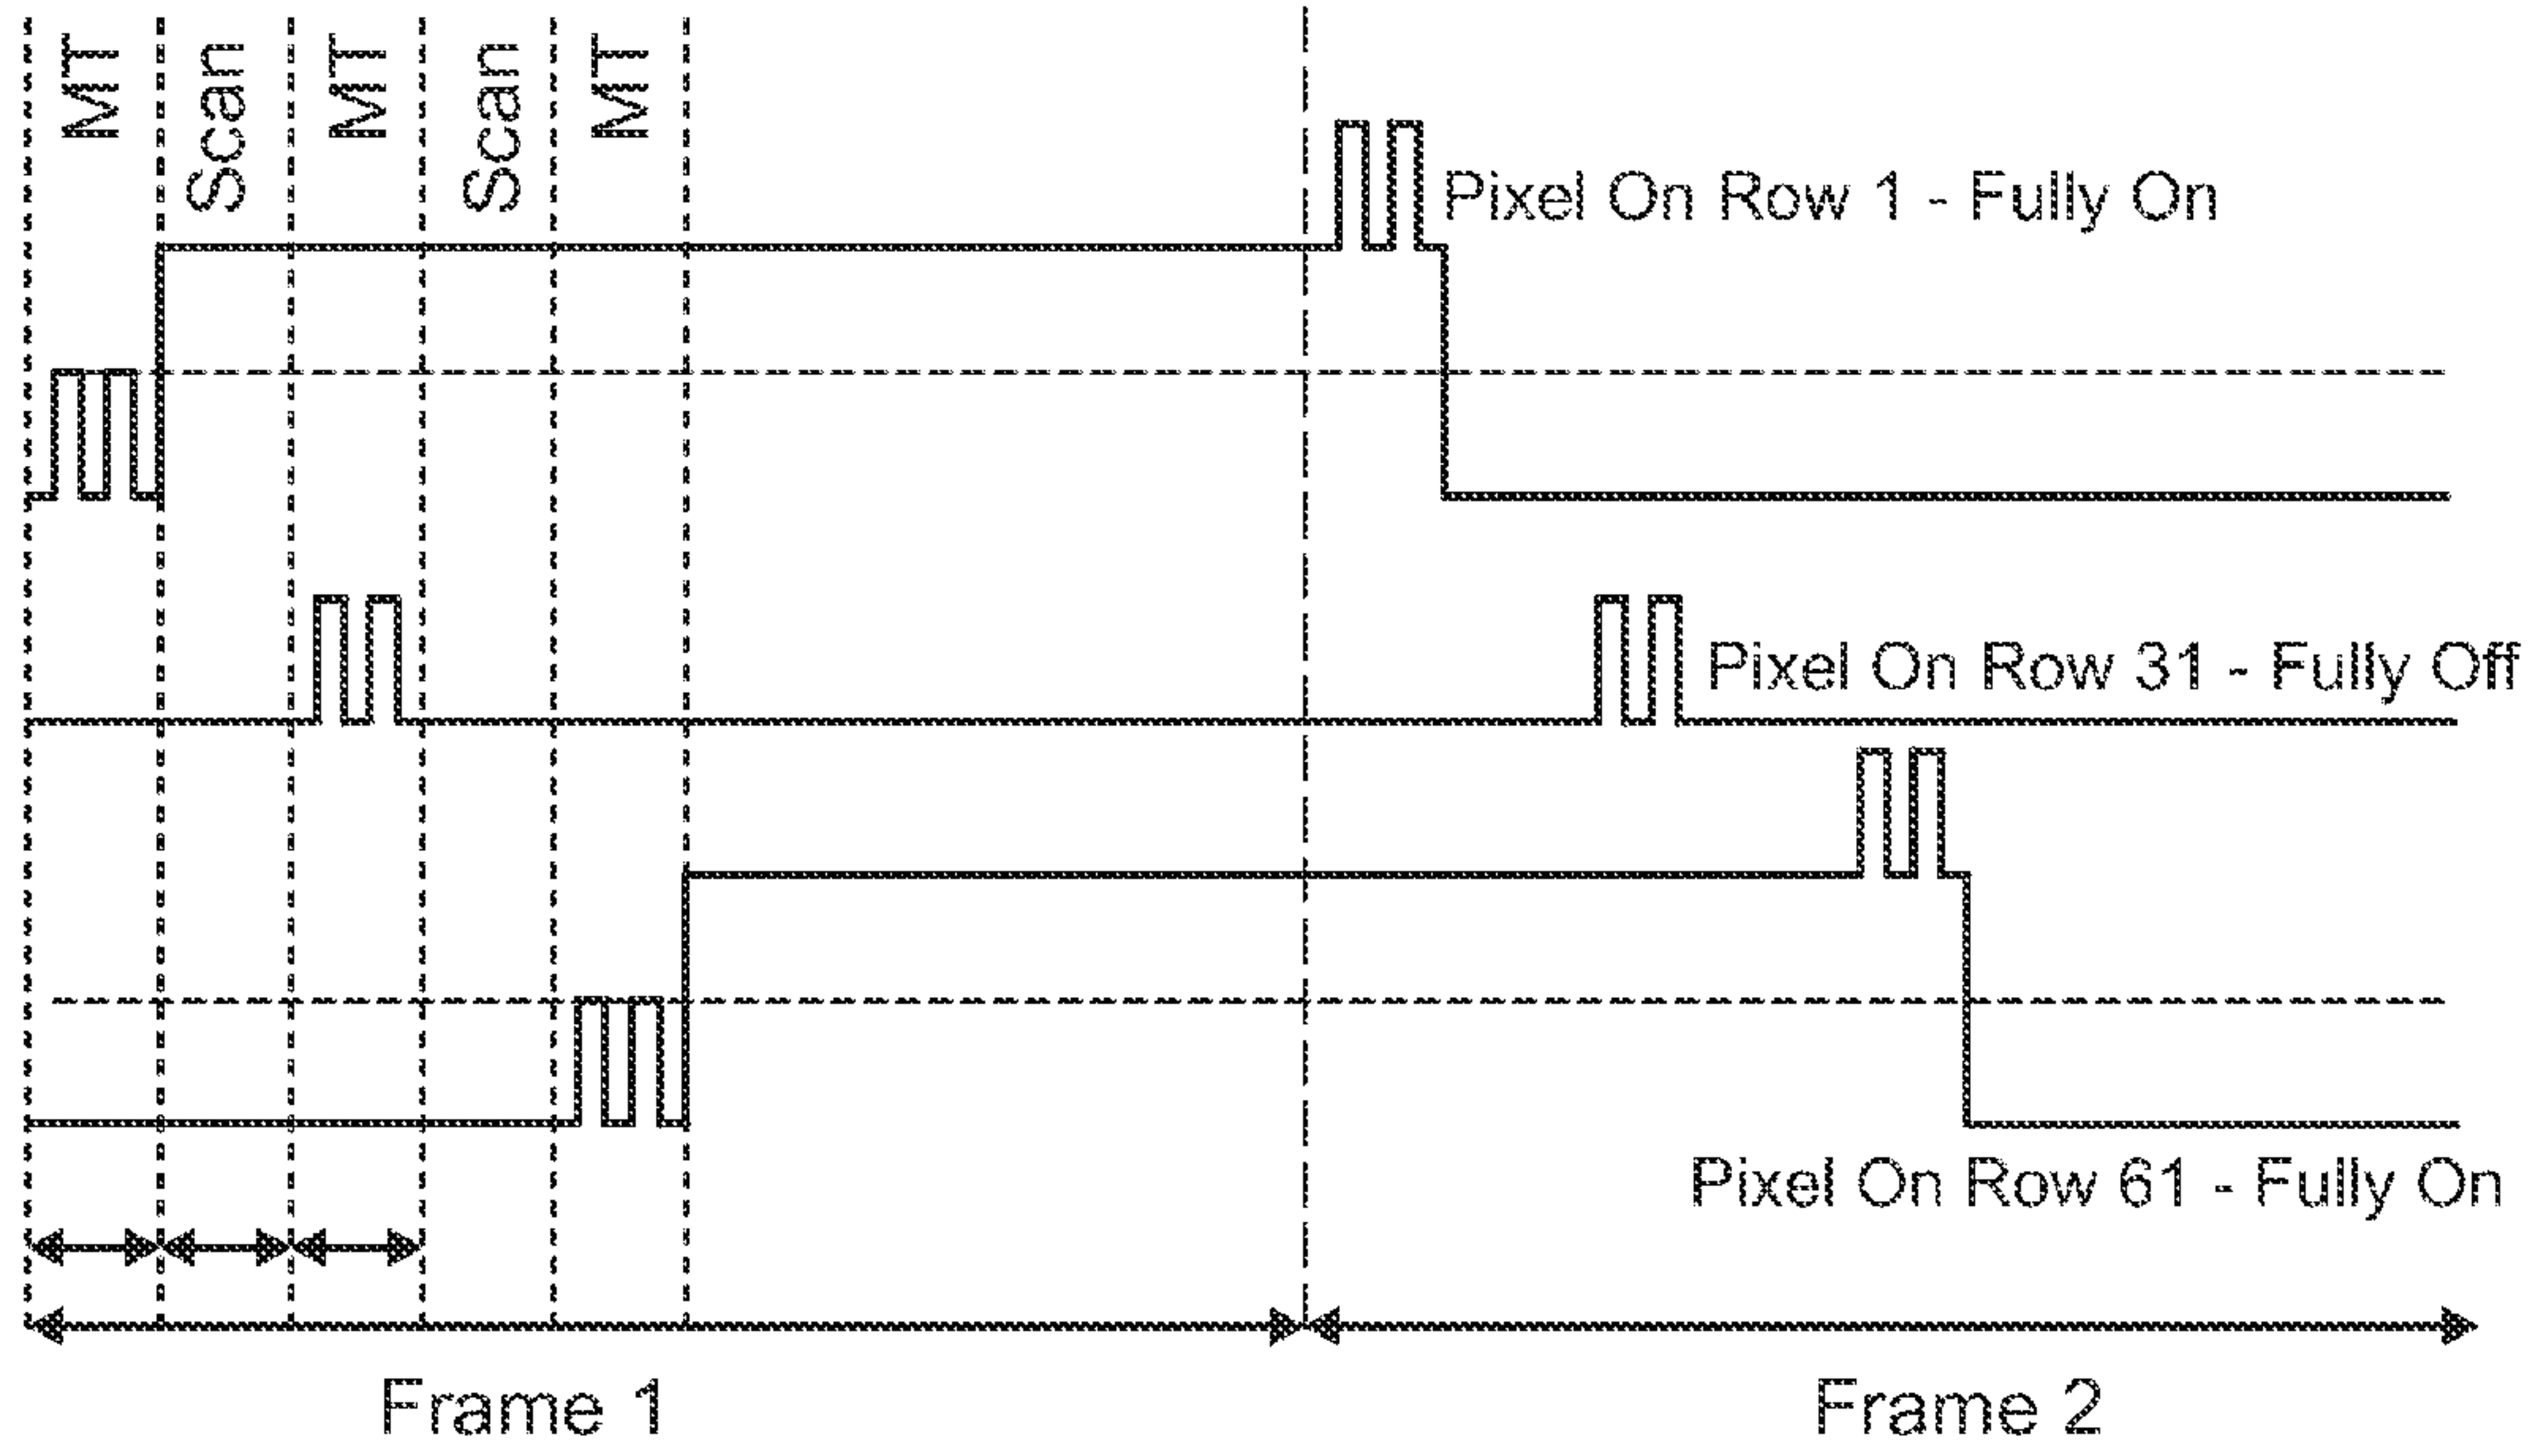 MT
Scan
MT
Scan
MT
Pixel On Row 1 - Fully On
Pixel On Row 31 - Fully Off
Pixel On Row 61 - Fully On
Frame 1
Frame 2